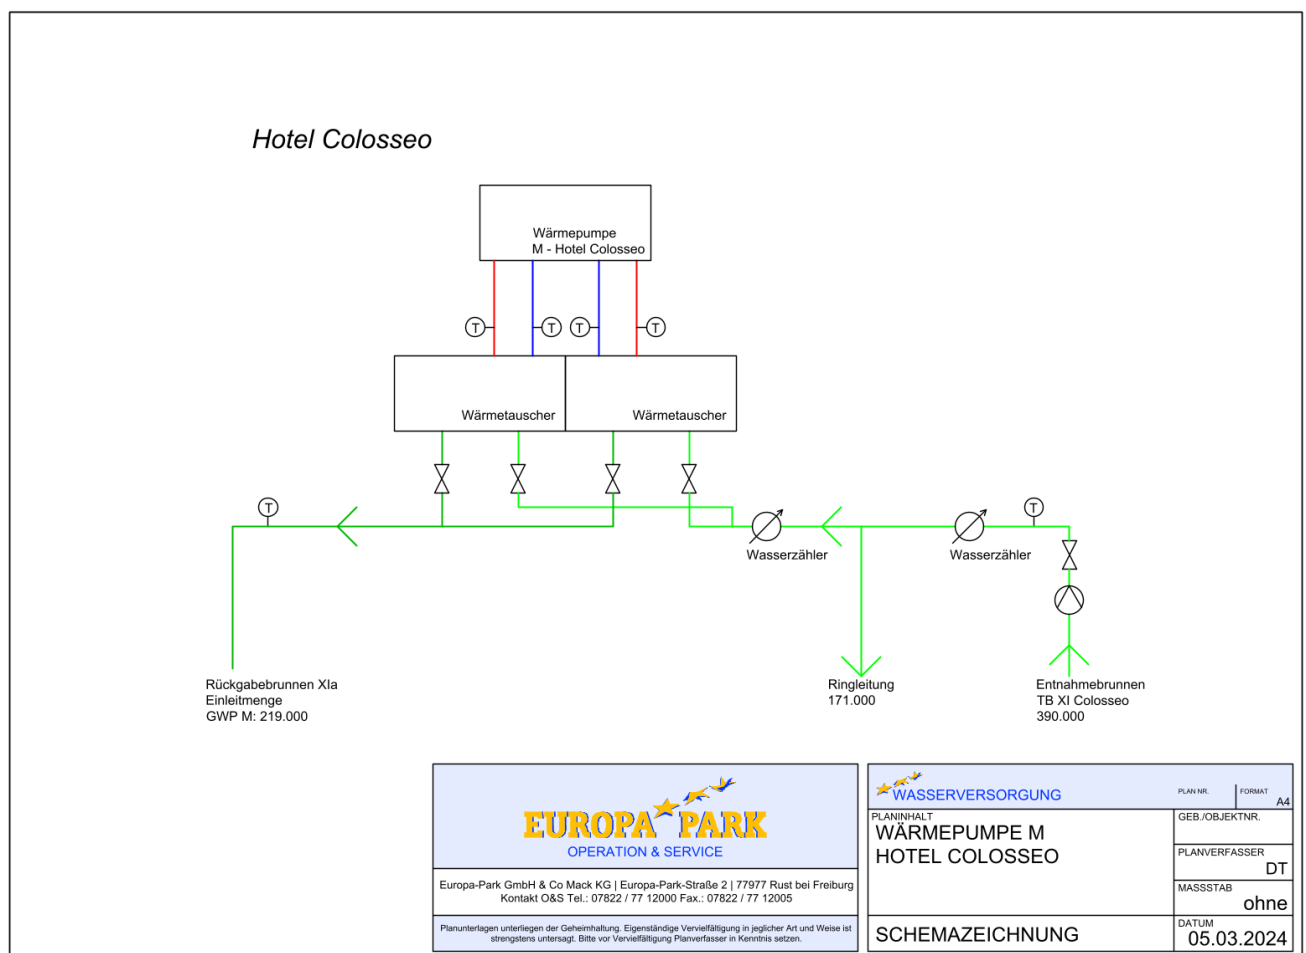 Hotel Colosseo
Wärmepumpe
M - Hotel Colosseo
T
T
T
T
Wärmetauscher
Wärmetauscher
T
T
Wasserzähler
Wasserzähler
Rückgabebrunnen XIa
Einleitmenge
GWP M: 219.000
Ringleitung
171.000
Entnahmebrunnen
TB XI Colosseo
390.000
EUROPA PARK
OPERATION & SERVICE
Europa-Park GmbH & Co Mack KG | Europa-Park-Straße 2 | 77977 Rust bei Freiburg
Kontakt O&S Tel.: 07822 / 77 12000 Fax.: 07822 / 77 12005
Planunterlagen unterliegen der Geheimhaltung. Eigenständige Vervielfältigung in jeglicher Art und Weise ist
strengstens untersagt. Bitte vor Vervielfältigung Planverfasser in Kenntnis setzen.
WASSERVERSORGUNG
PLAN NR.
FORMAT
A4
PLANINHALT
WÄRMEPUMPE M
HOTEL COLOSSEO
GEB./OBJEKTNR.
PLANVERFASSER
DT
MASSSTAB
ohne
SCHEMAZEICHNUNG
DATUM
05.03.2024